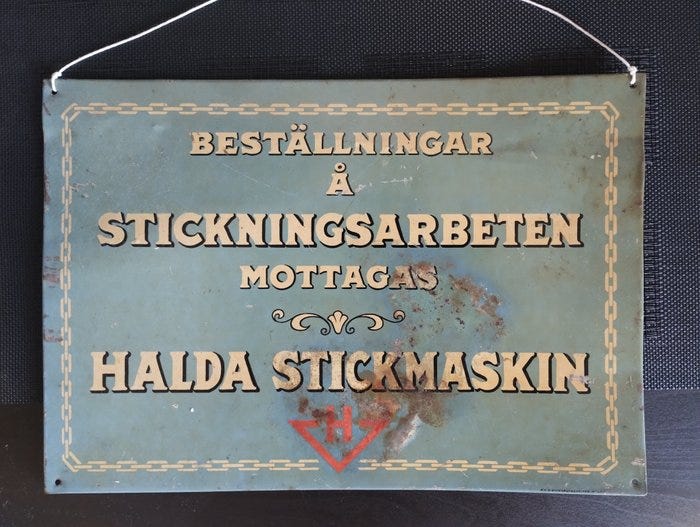 BESTÄLLNINGAR
Å
STICKNINGSARBETEN
MOTTAGAS
HALDA STICKMASKIN
H